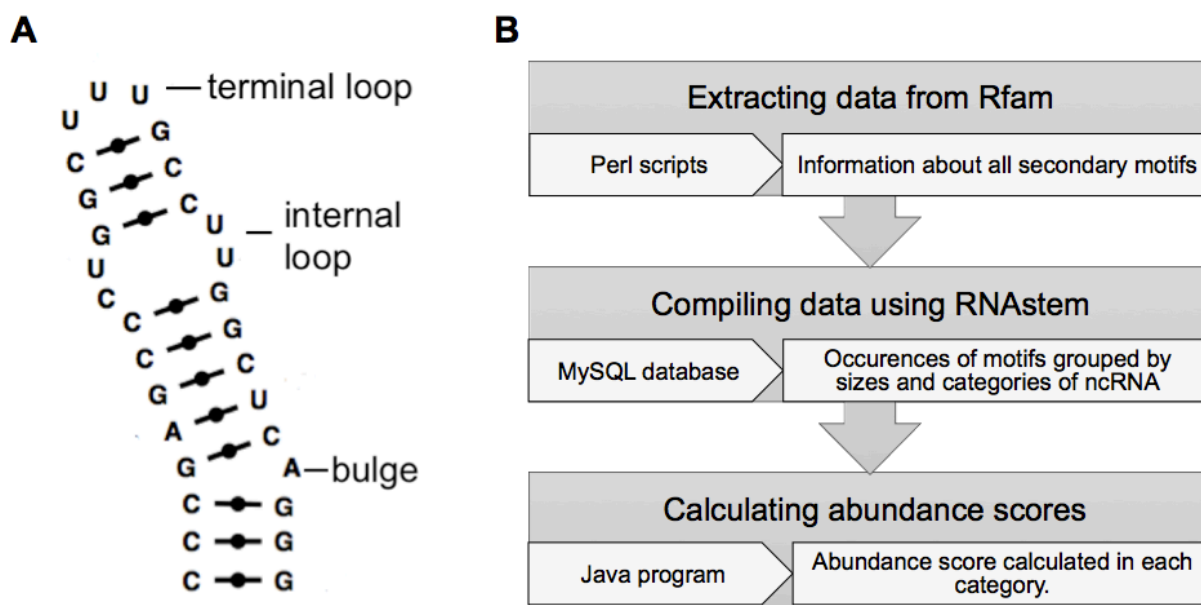 A
U U terminal loop
U G
C C
G C
G U internal
U U loop
C G
C G
C C
G U
A C
G A bulge
C G
C G
C G
B
Extracting data from Rfam
Perl scripts
Information about all secondary motifs
Compiling data using RNAstem
MySQL database
Occurences of motifs grouped by
sizes and categories of ncRNA
Calculating abundance scores
Java program
Abundance score calculated in each
category.